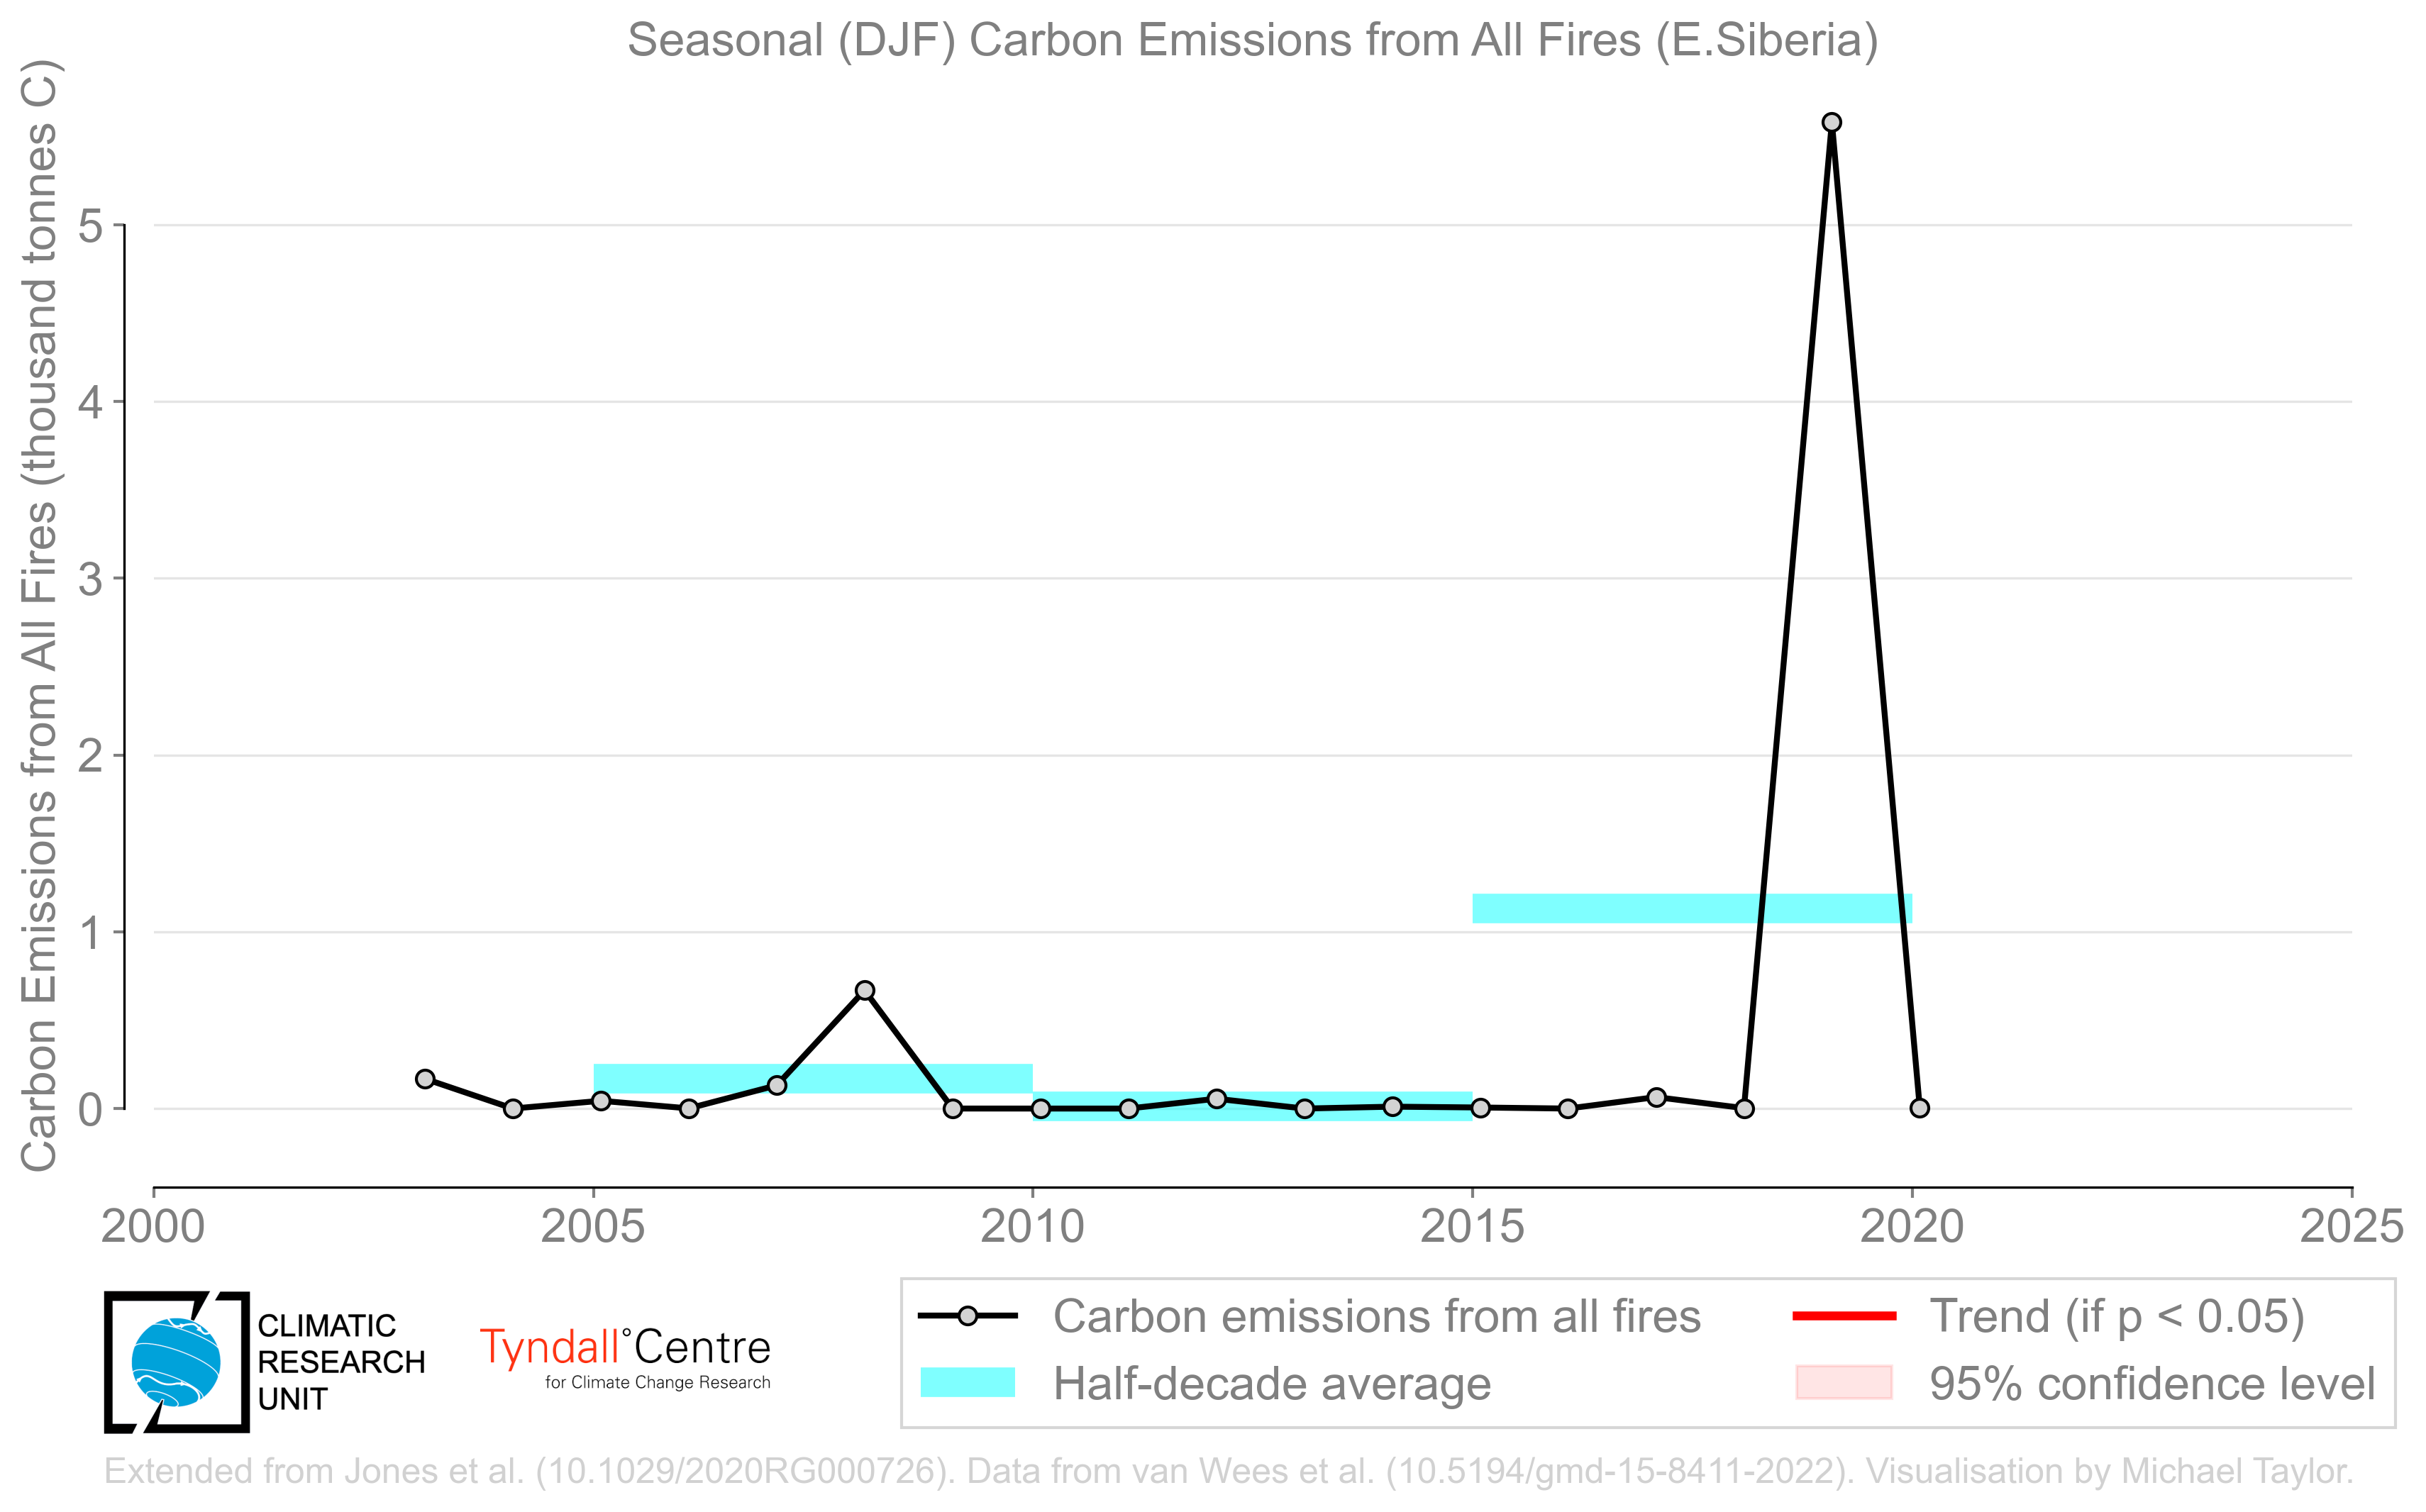 Seasonal (DJF) Carbon Emissions from All Fires (E.Siberia)
Carbon Emissions from All Fires (thousand tonnes C)
5
4
3
2
1
0
2000 2005 2010 2015 2020 2025
CLIMATIC
RESEARCH
UNIT
Tyndall°Centre
for Climate Change Research
Carbon emissions from all fires
Half-decade average
Trend (if p < 0.05)
95% confidence level
Extended from Jones et al. (10.1029/2020RG000726). Data from van Wees et al. (10.5194/gmd-15-8411-2022). Visualisation by Michael Taylor.